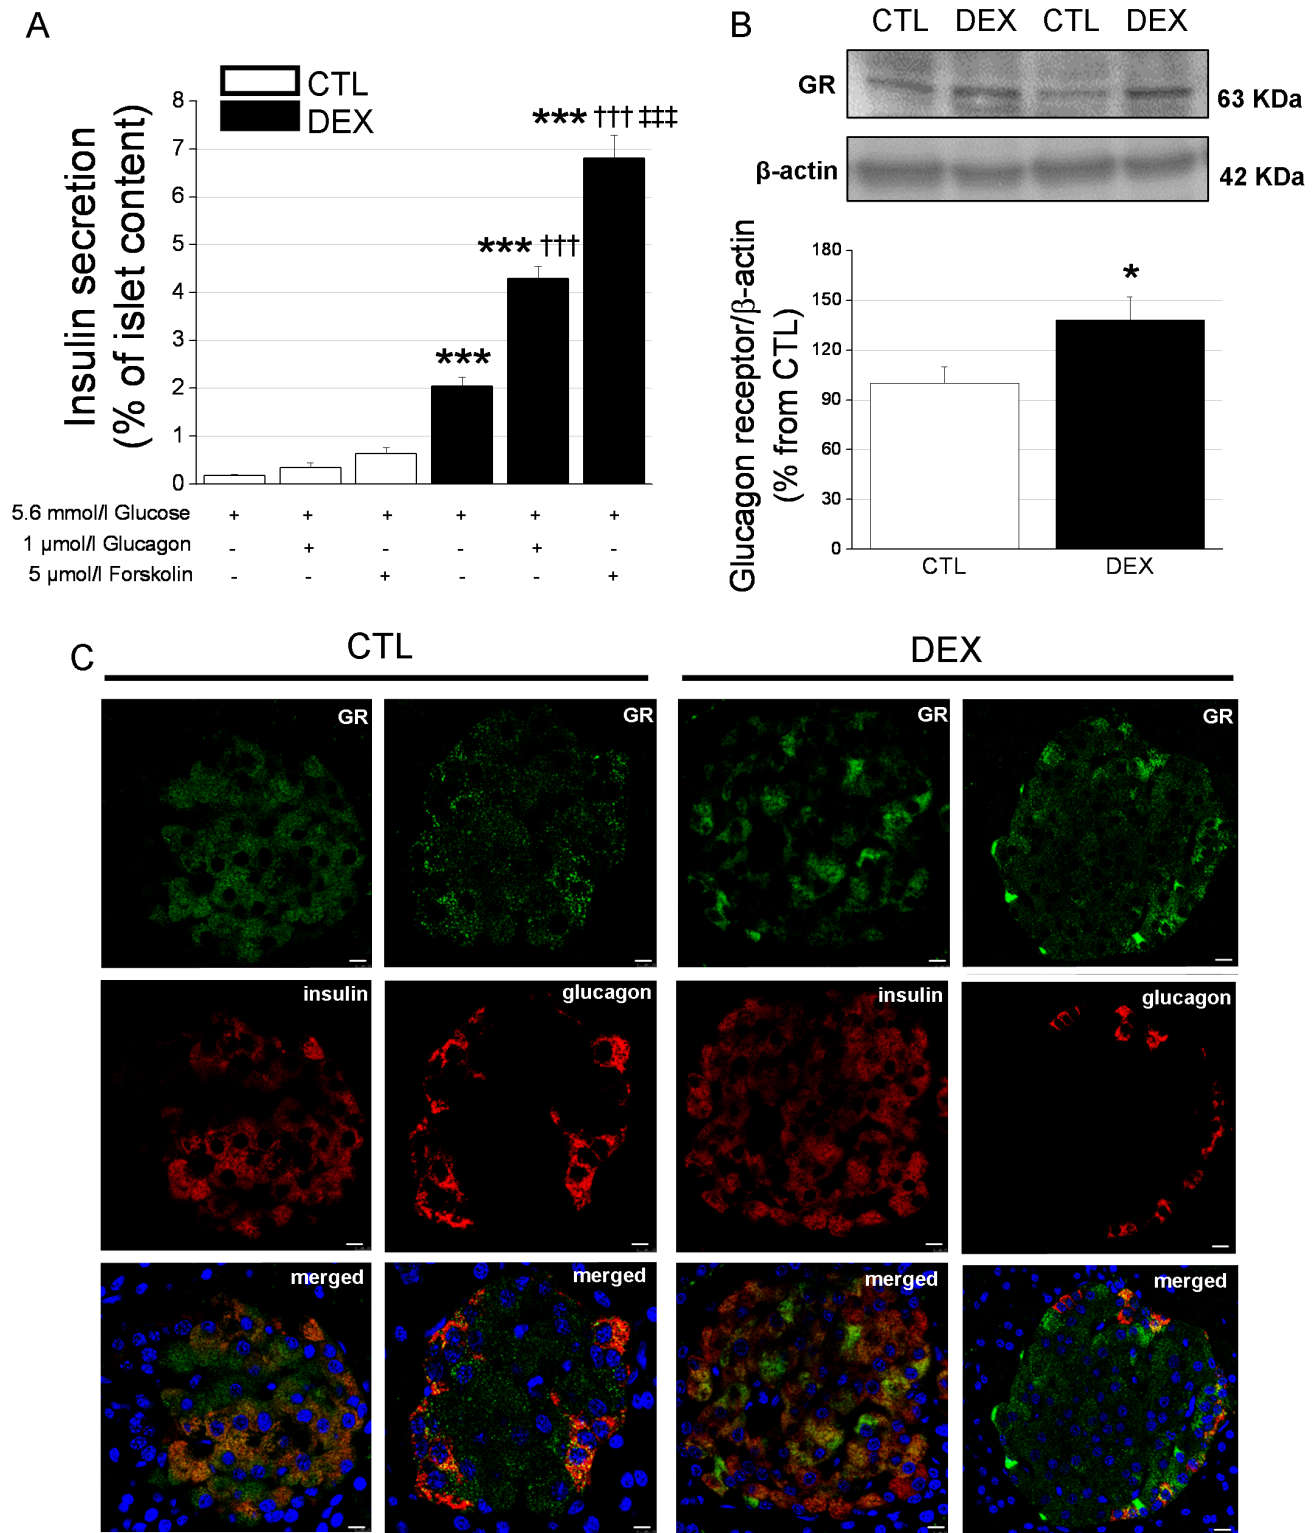 A
CTL
DEX
Insulin secretion
(% of islet content)
8
7
6
5
4
3
2
1
0
*** ††† ‡‡‡
*** †††
***
5.6 mmol/l Glucose + + + + + +
1 µmol/l Glucagon - + - - + -
5 µmol/l Forskolin - - + - - +
B
CTL DEX CTL DEX
GR 63 KDa
β-actin 42 KDa
Glucagon receptor/β-actin
(% from CTL)
180
150
120
90
60
30
0
*
CTL DEX
C
CTL DEX
GR GR GR GR
insulin glucagon insulin glucagon
merged merged merged merged